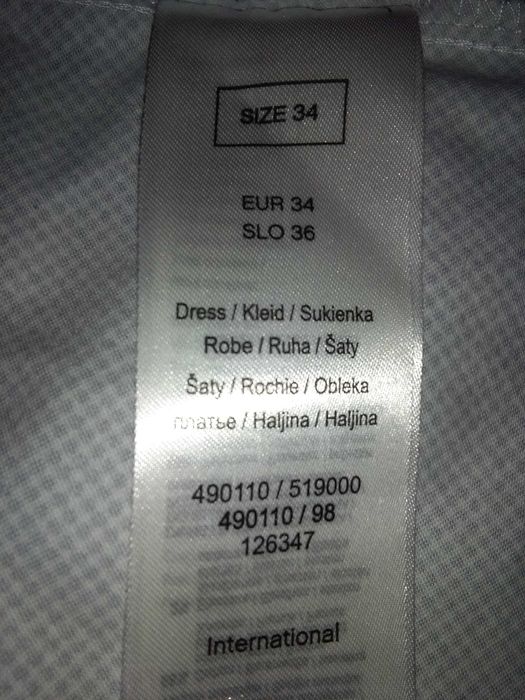 SIZE 34
EUR 34
SLO 36
Dress / Kleid / Sukienka
Robe / Ruha / Šaty
Šaty / Rochie / Obleka
платье / Haljina / Haljina
490110 / 519000
490110 / 98
126347
International